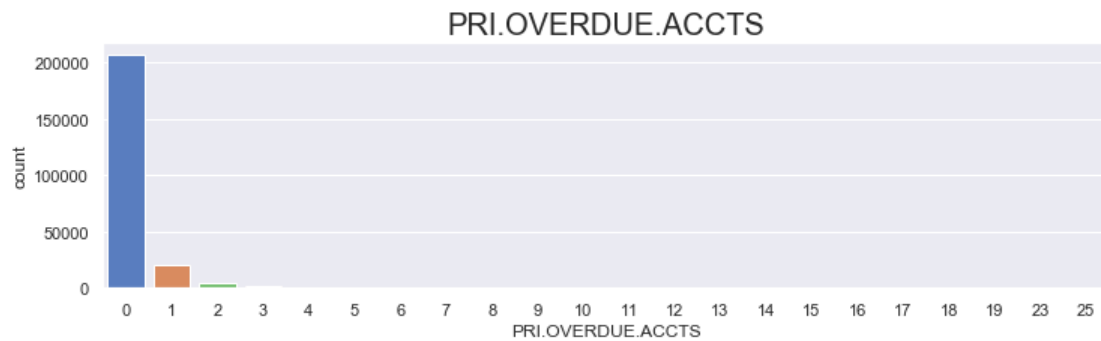 PRI.OVERDUE.ACCTS
200000
150000
100000
50000
0
count
0 1 2 3 4 5 6 7 8 9 10 11 12 13 14 15 16 17 18 19 23 25
PRI.OVERDUE.ACCTS